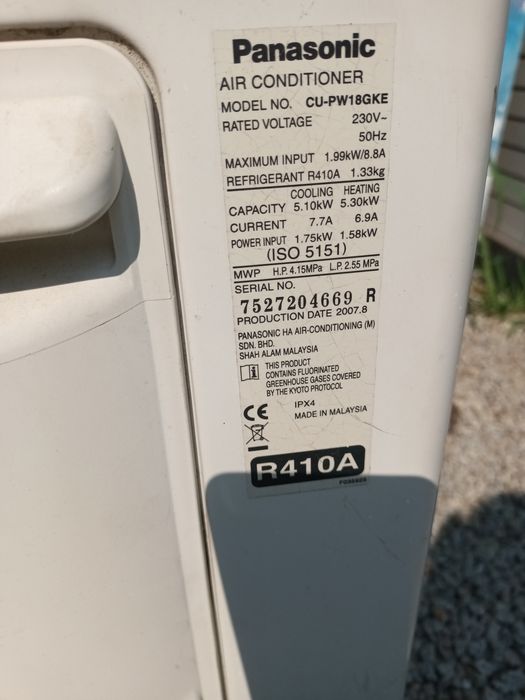 Panasonic
AIR CONDITIONER
MODEL NO. CU-PW18GKE
RATED VOLTAGE 230V~
50Hz
MAXIMUM INPUT 1.99kW/8.8A
REFRIGERANT R410A 1.33kg
COOLING HEATING
CAPACITY 5.10kW 5.30kW
CURRENT 7.7A 6.9A
POWER INPUT 1.75kW 1.58kW
(ISO 5151)
MWP H.P. 4.15MPa L.P. 2.55 MPa
SERIAL NO.
7527204669 R
PRODUCTION DATE 2007.8
PANASONIC HA AIR-CONDITIONING (M)
SDN. BHD.
SHAH ALAM MALAYSIA
THIS PRODUCT
CONTAINS FLUORINATED
GREENHOUSE GASES COVERED
BY THE KYOTO PROTOCOL
CE IPX4
MADE IN MALAYSIA
R410A